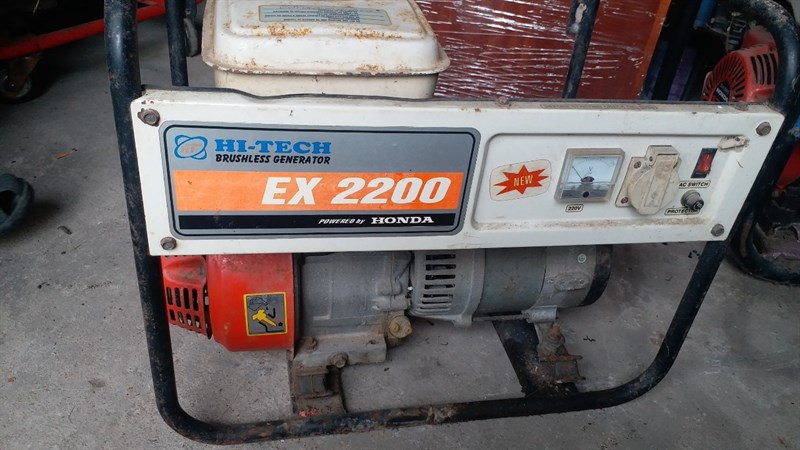 HI-TECH
BRUSHLESS GENERATOR
EX 2200
POWERED by HONDA
NEW
220V
AC SWITCH